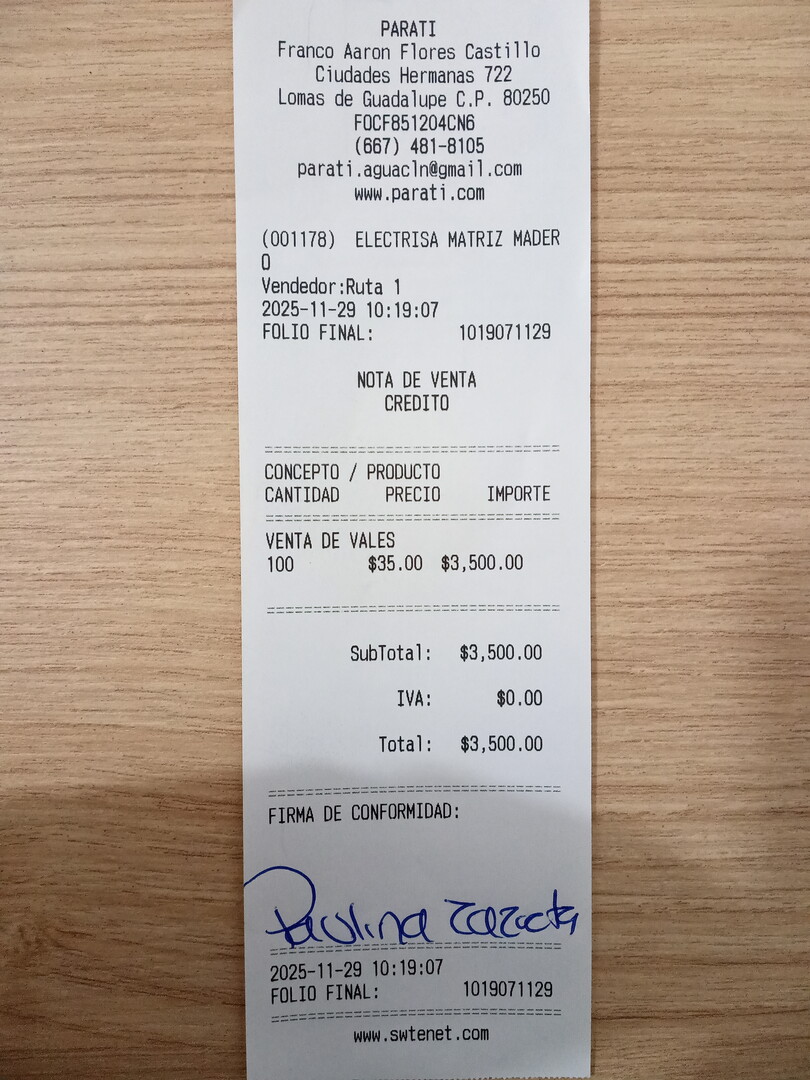 PARATI
Franco Aaron Flores Castillo
Ciudades Hermanas 722
Lomas de Guadalupe C.P. 80250
FOCF851204CN6
(667) 481-8105
parati.aguacln@gmail.com
www.parati.com
(001178) ELECTRISA MATRIZ MADER
O
Vendedor:Ruta 1
2025-11-29 10:19:07
FOLIO FINAL: 1019071129
NOTA DE VENTA
CREDITO
CONCEPTO / PRODUCTO
CANTIDAD PRECIO IMPORTE
VENTA DE VALES
100 $35.00 $3,500.00
SubTotal: $3,500.00
IVA: $0.00
Total: $3,500.00
FIRMA DE CONFORMIDAD:
Paulina
2025-11-29 10:19:07
FOLIO FINAL: 1019071129
www.swtenet.com